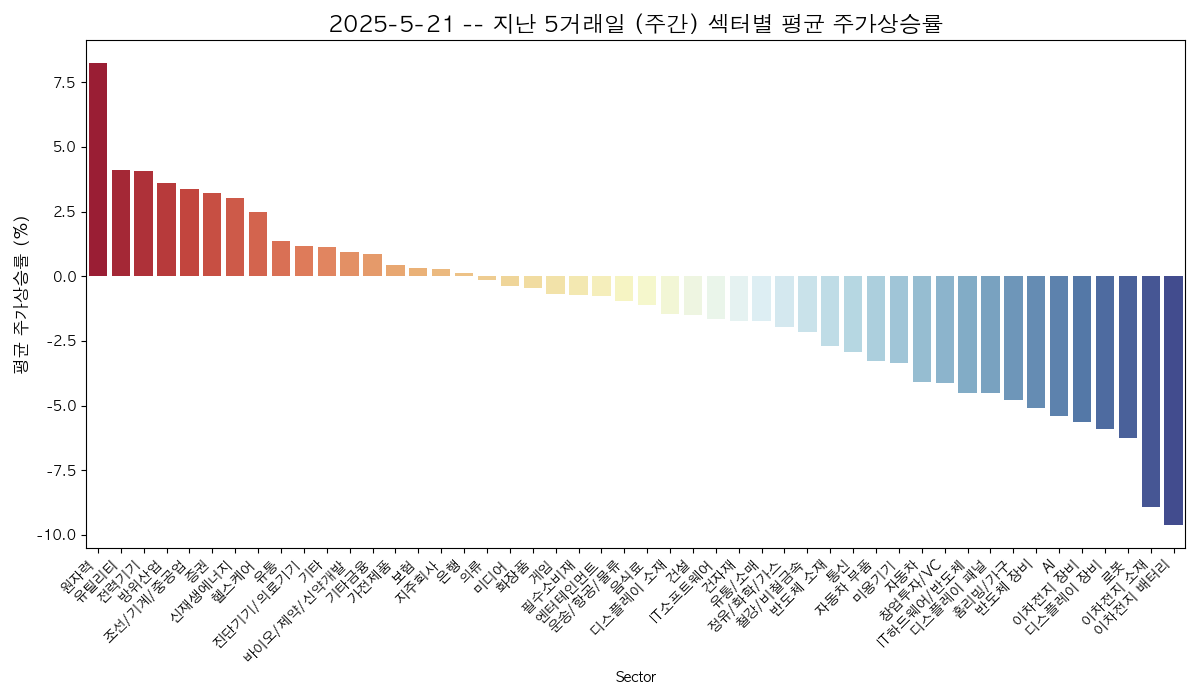 2025-5-21 -- 지난 5거래일 (주간) 섹터별 평균 주가상승률
평균 주가상승률 (%)
7.5
5.0
2.5
0.0
-2.5
-5.0
-7.5
-10.0
원자력
유틸리티
전력기기
방위산업
조선/기계/중공업
증권
신재생에너지
헬스케어
유통
진단기기/의료기기
기타
바이오/제약/신약개발
기타금융
가전제품
보험
지주회사
은행
의류
미디어
화장품
게임
필수소비재
엔터테인먼트
운송/항공/물류
음식료
디스플레이 소재
건설
IT소프트웨어
전자재
유통/소매
정유/화학/가스
철강/비철금속
반도체 소재
통신
자동차 부품
미용기기
자동차
창업투자/VC
IT하드웨어/반도체
디스플레이 패널
홈리빙/가구
반도체 장비
AI
이차전지 장비
디스플레이 장비
로봇
이차전지 소재
이차전지 배터리
Sector